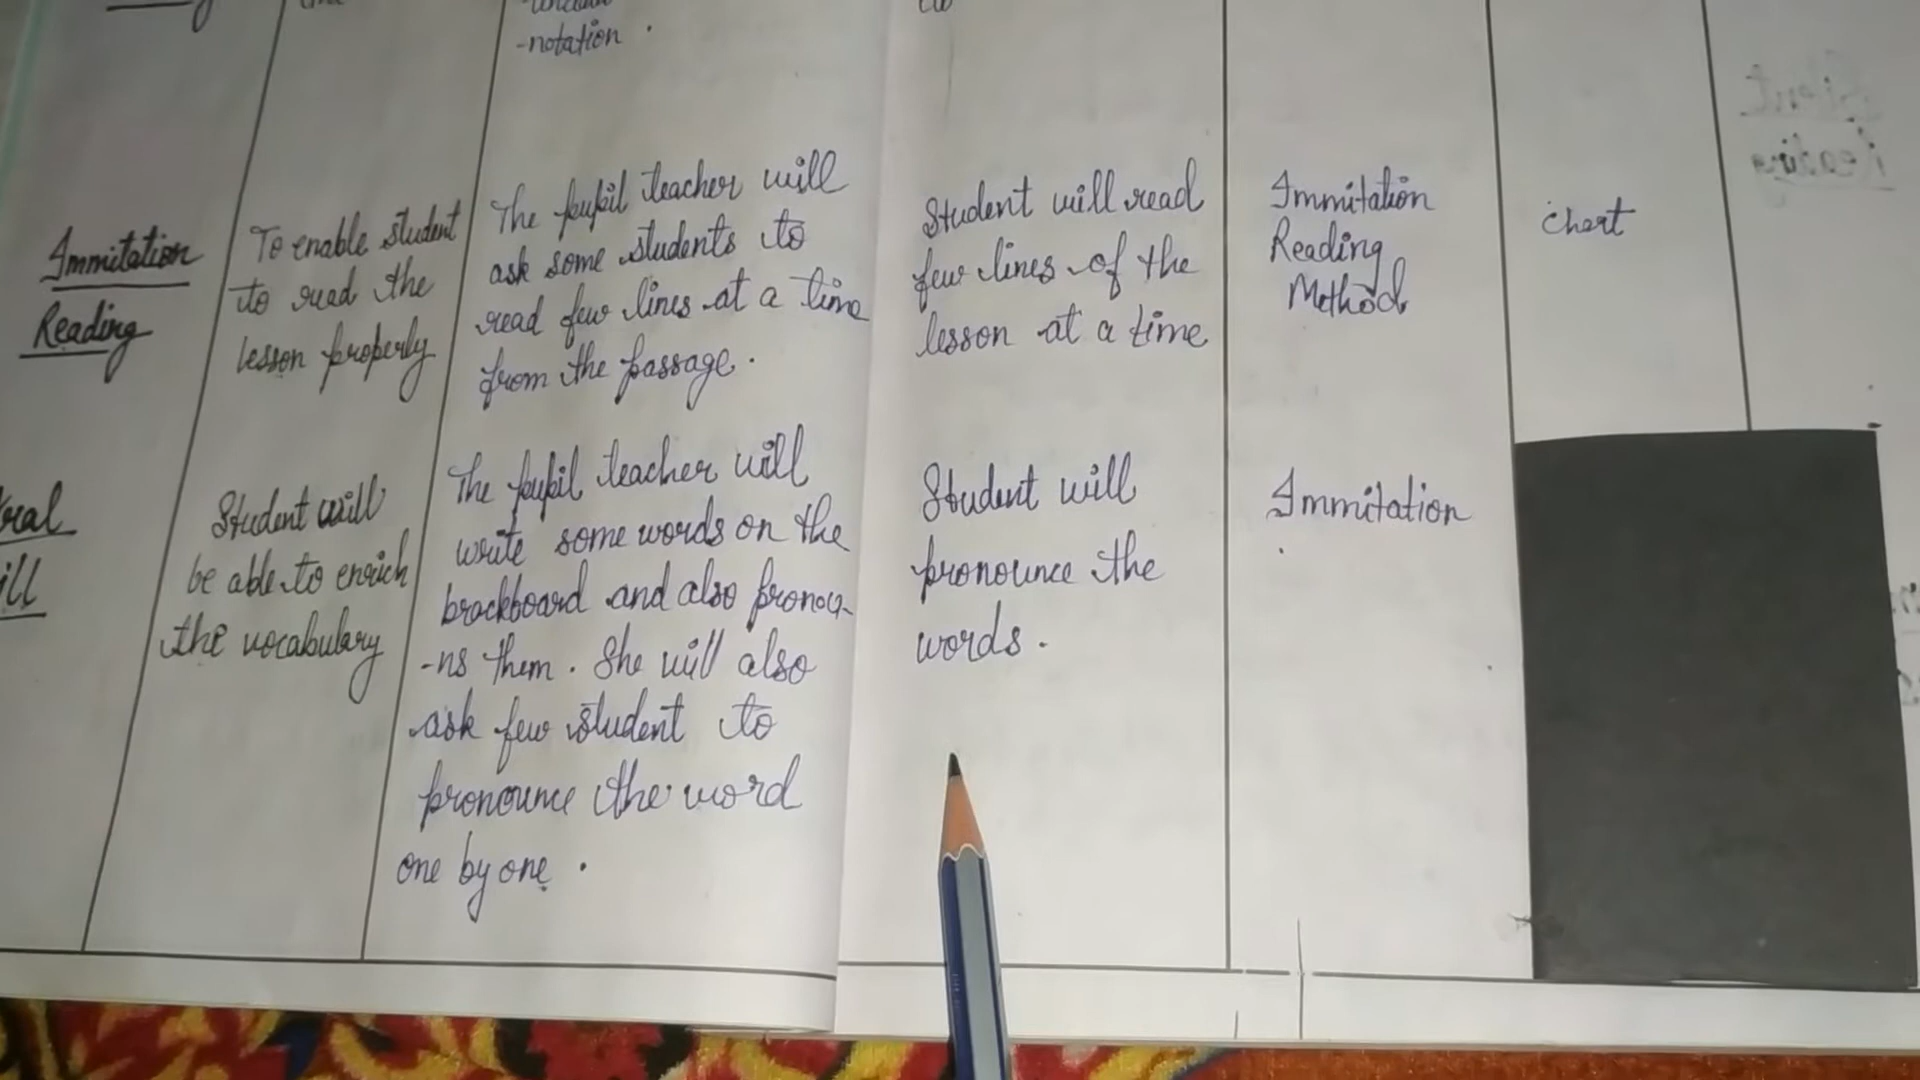 -notation .
Immitation
Reading
To enable student
to read the
lesson properly
The pupil teacher will
ask some students to
read few lines at a time
from the passage .
Student will read
few lines of the
lesson at a time
Immitation
Reading
Method
Chart
Student will
be able to enrich
the vocabulary
The pupil teacher will
write some words on the
brackboard and also pronou-
-ns them . She will also
ask few student to
pronounce the word
one by one .
Student will
pronounce the
words .
Immitation
Silent
Reading